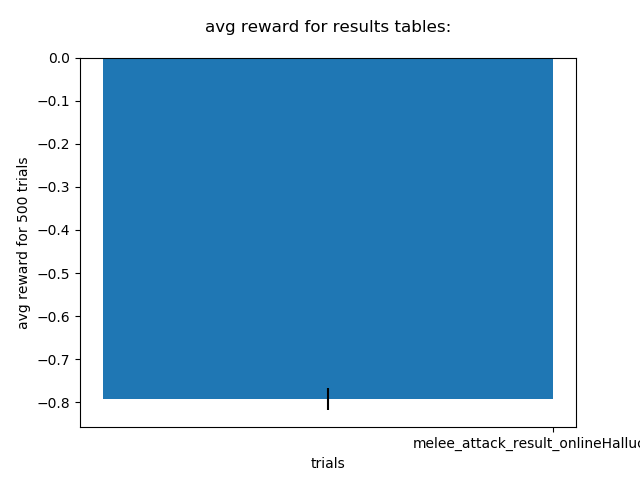 avg reward for results tables:
avg reward for 500 trials
0.0
−0.1
−0.2
−0.3
−0.4
−0.5
−0.6
−0.7
−0.8
melee_attack_result_onlineHalluc
trials